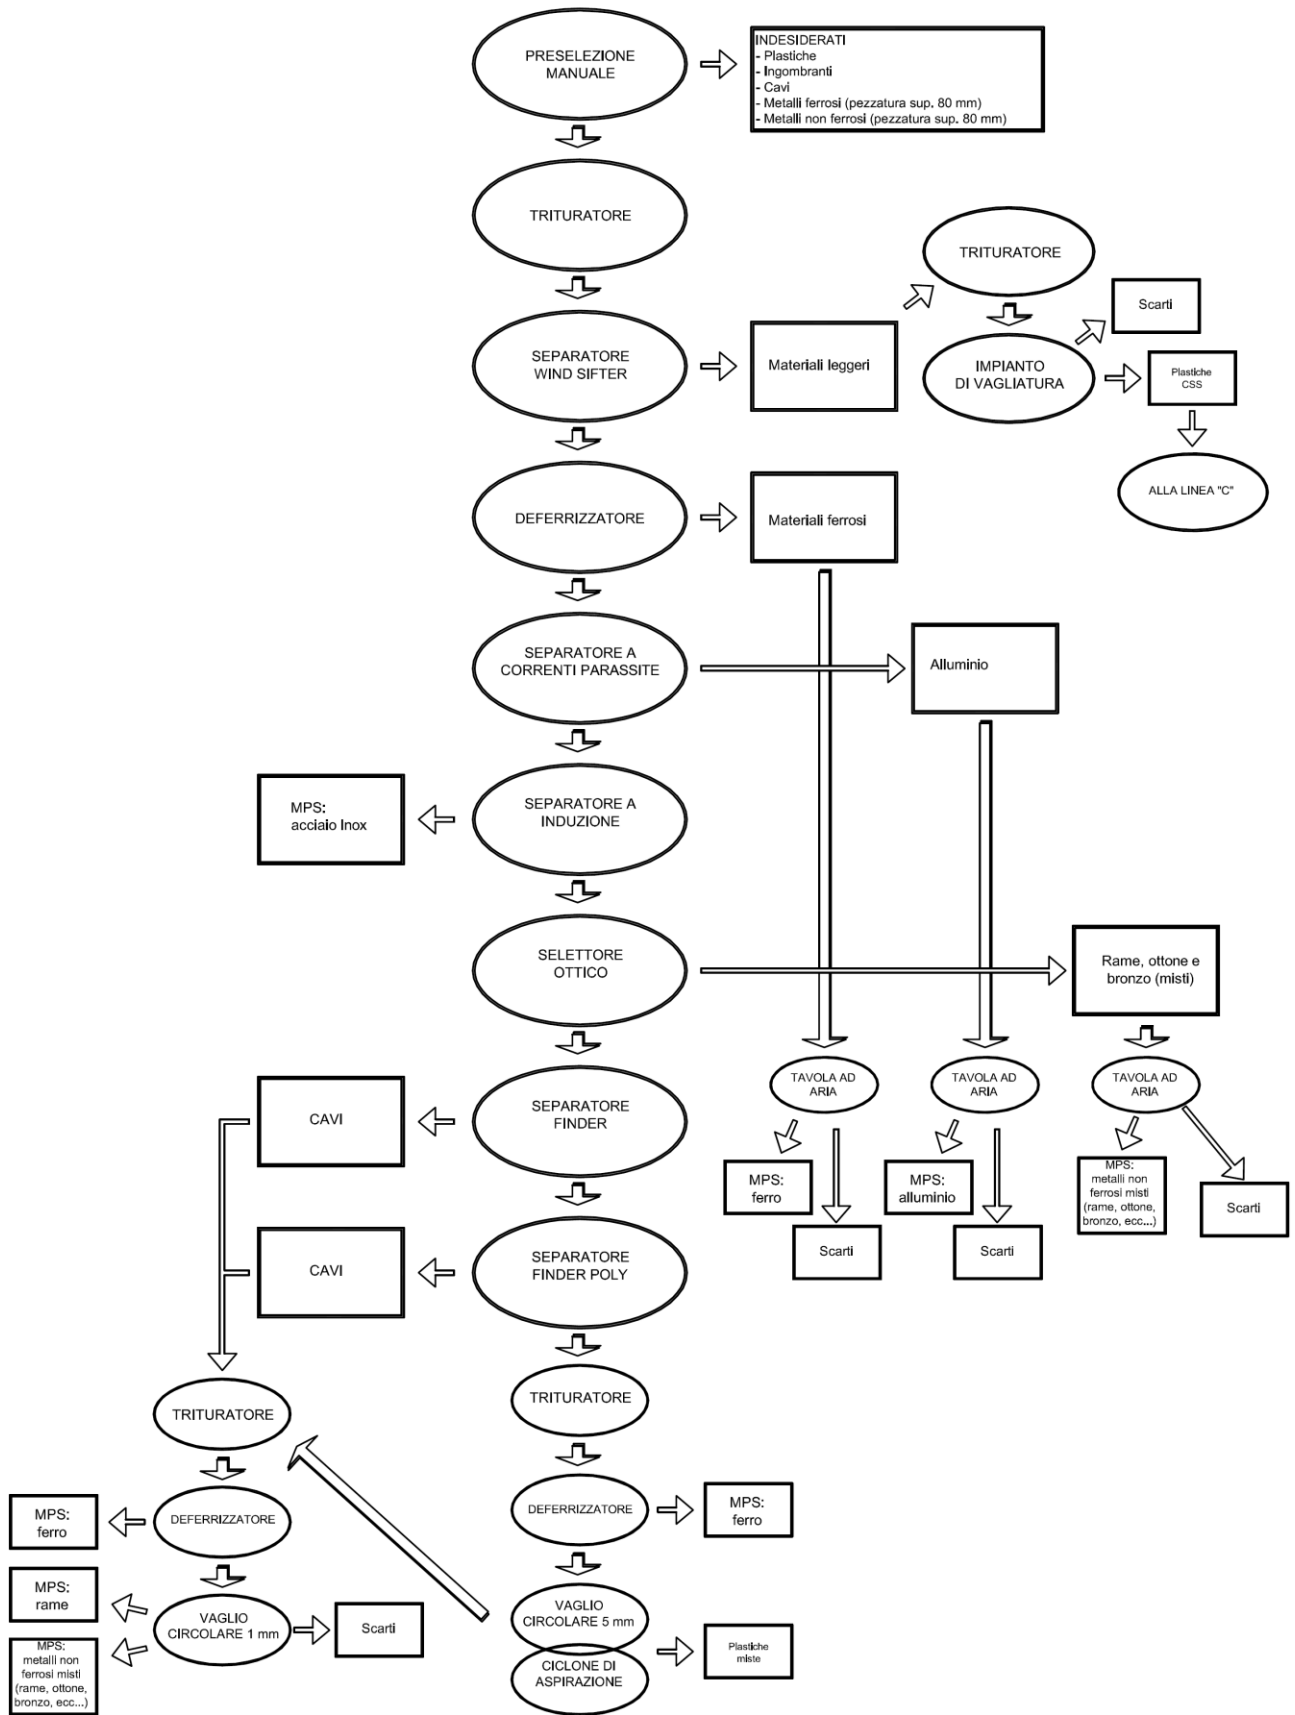 PRESELEZIONE
MANUALE
INDESIDERATI
- Plastiche
- Ingombranti
- Cavi
- Metalli ferrosi (pezzatura sup. 80 mm)
- Metalli non ferrosi (pezzatura sup. 80 mm)
TRITURATORE
TRITURATORE
Scarti
SEPARATORE
WIND SIFTER
Materiali leggeri
IMPIANTO
DI VAGLIATURA
Plastiche
CSS
ALLA LINEA "C"
DEFERRIZZATORE
Materiali ferrosi
SEPARATORE A
CORRENTI PARASSITE
Alluminio
MPS:
acciaio Inox
SEPARATORE A
INDUZIONE
SELETTORE
OTTICO
Rame, ottone e
bronzo (misti)
TAVOLA AD
ARIA
TAVOLA AD
ARIA
TAVOLA AD
ARIA
CAVI
SEPARATORE
FINDER
MPS:
ferro
MPS:
alluminio
MPS:
metalli non
ferrosi misti
(rame, ottone,
bronzo, ecc...)
Scarti
Scarti
Scarti
CAVI
SEPARATORE
FINDER POLY
TRITURATORE
TRITURATORE
MPS:
ferro
DEFERRIZZATORE
DEFERRIZZATORE
MPS:
ferro
MPS:
rame
VAGLIO
CIRCOLARE 1 mm
Scarti
VAGLIO
CIRCOLARE 5 mm
MPS:
metalli non
ferrosi misti
(rame, ottone,
bronzo, ecc...)
CICLONE DI
ASPIRAZIONE
Plastiche
miste